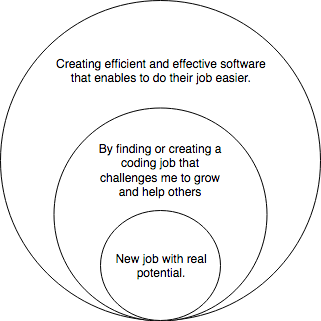 Creating efficient and effective software
that enables to do their job easier.
By finding or creating a
coding job that
challenges me to grow
and help others
New job with real
potential.